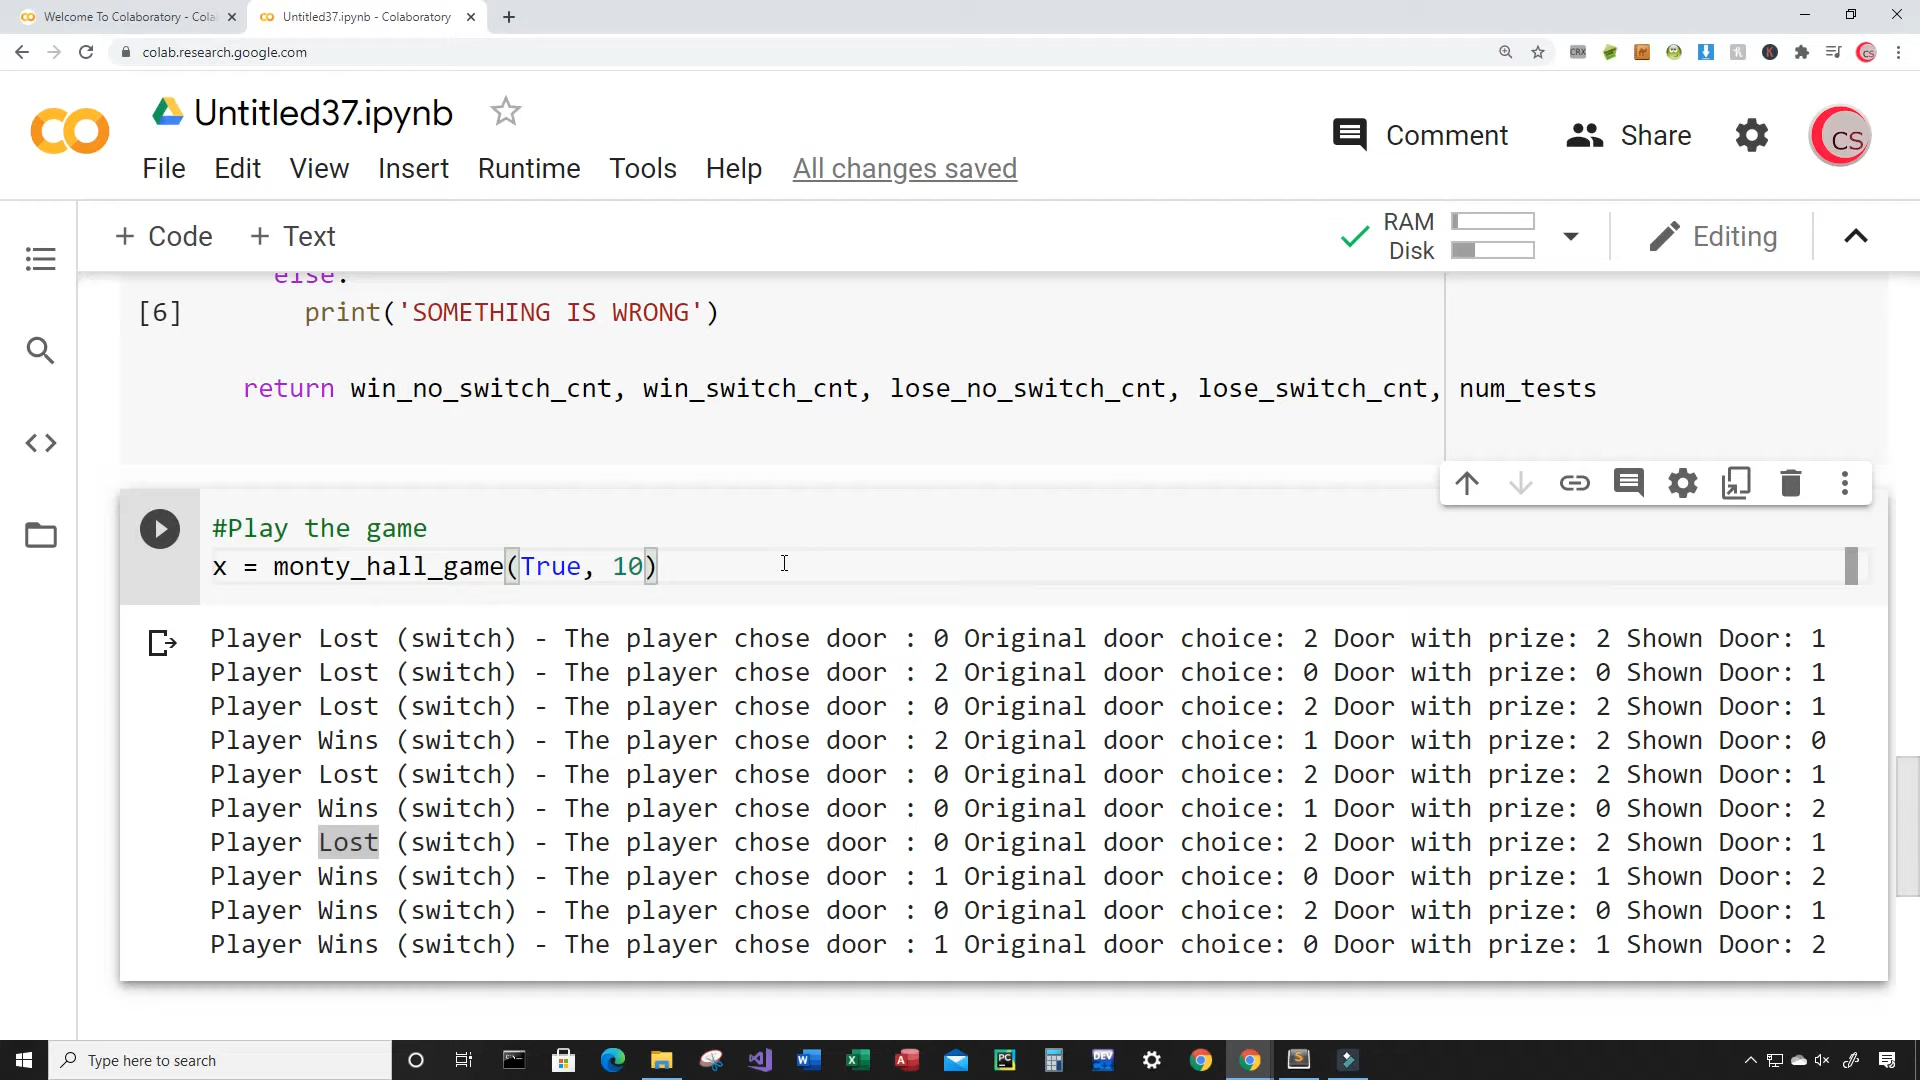 Welcome To Colaboratory - Cola
Untitled37.ipynb - Colaboratory
colab.research.google.com
Untitled37.ipynb
Comment
Share
CS
File Edit View Insert Runtime Tools Help All changes saved
+ Code + Text
RAM
Disk
Editing
else:
[6] print('SOMETHING IS WRONG')
return win_no_switch_cnt, win_switch_cnt, lose_no_switch_cnt, lose_switch_cnt, num_tests
#Play the game
x = monty_hall_game(True, 10)
Player Lost (switch) - The player chose door : 0 Original door choice: 2 Door with prize: 2 Shown Door: 1
Player Lost (switch) - The player chose door : 2 Original door choice: 0 Door with prize: 0 Shown Door: 1
Player Lost (switch) - The player chose door : 0 Original door choice: 2 Door with prize: 2 Shown Door: 1
Player Wins (switch) - The player chose door : 2 Original door choice: 1 Door with prize: 2 Shown Door: 0
Player Lost (switch) - The player chose door : 0 Original door choice: 2 Door with prize: 2 Shown Door: 1
Player Wins (switch) - The player chose door : 0 Original door choice: 1 Door with prize: 0 Shown Door: 2
Player Lost (switch) - The player chose door : 0 Original door choice: 2 Door with prize: 2 Shown Door: 1
Player Wins (switch) - The player chose door : 1 Original door choice: 0 Door with prize: 1 Shown Door: 2
Player Wins (switch) - The player chose door : 0 Original door choice: 2 Door with prize: 0 Shown Door: 1
Player Wins (switch) - The player chose door : 1 Original door choice: 0 Door with prize: 1 Shown Door: 2
Type here to search